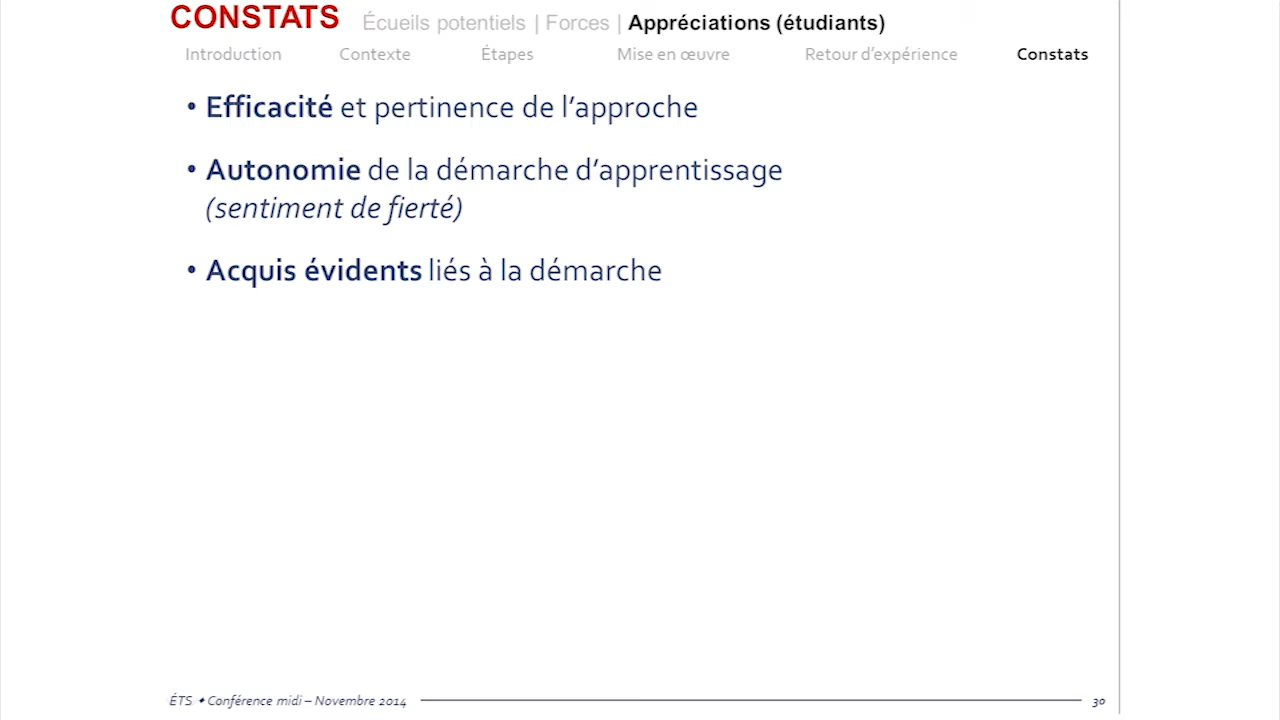 CONSTATS Écueils potentiels | Forces | Appréciations (étudiants)
Introduction Contexte Étapes Mise en œuvre Retour d’expérience Constats
• Efficacité et pertinence de l’approche
• Autonomie de la démarche d’apprentissage
(sentiment de fierté)
• Acquis évidents liés à la démarche
ÉTS ✦ Conférence midi – Novembre 2014 30